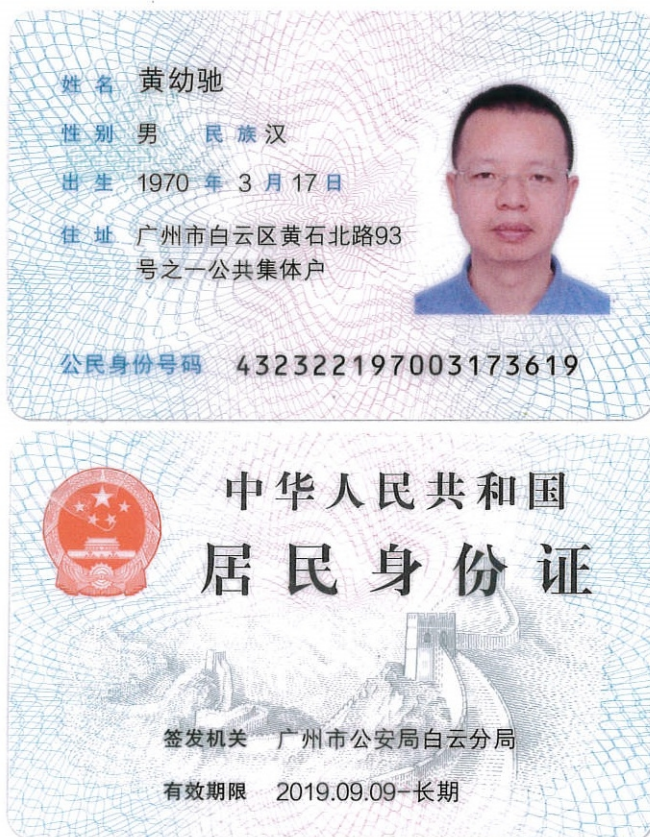 姓名 黄幼驰
性别 男 民族 汉
出生 1970 年 3 月 17 日
住址 广州市白云区黄石北路93
号之一公共集体户
公民身份号码 432322197003173619
中华人民共和国
居民身份证
签发机关 广州市公安局白云分局
有效期限 2019.09.09-长期